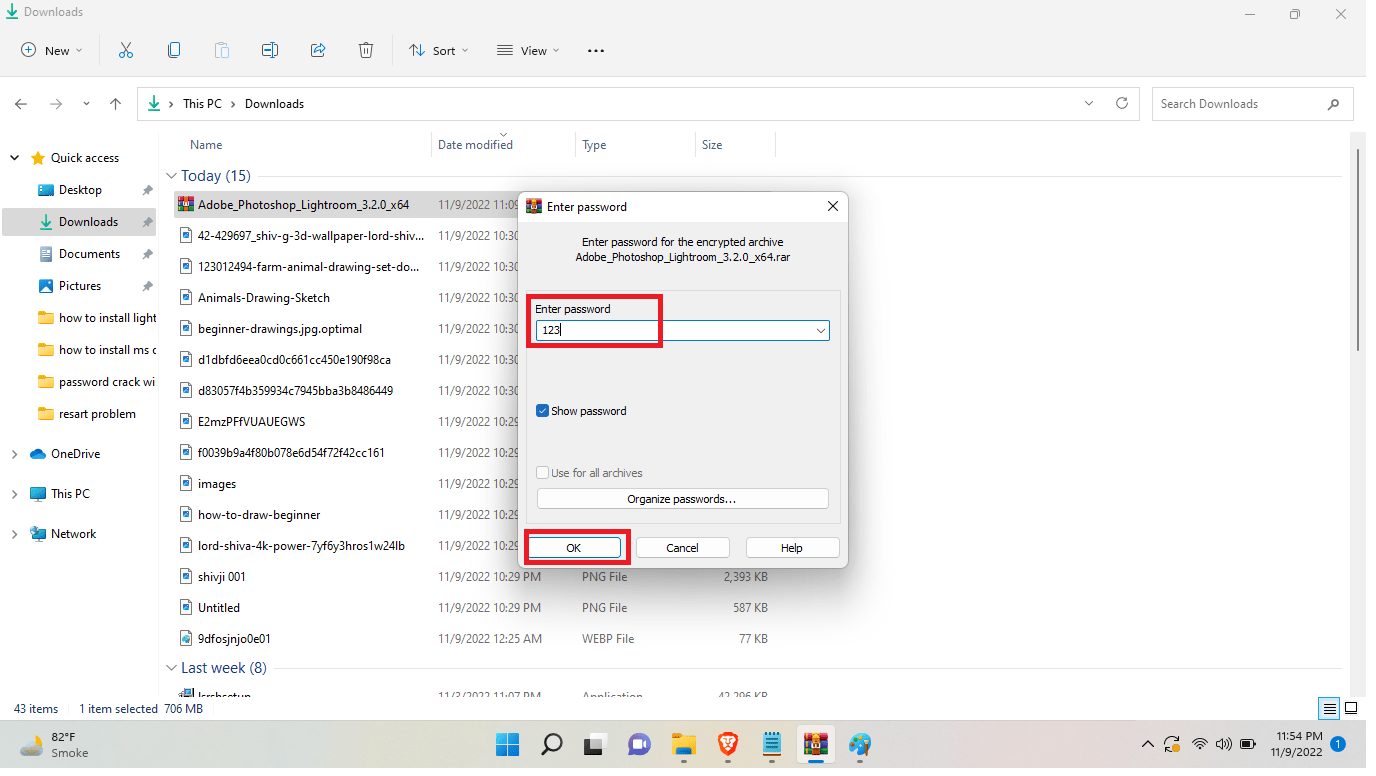 Downloads
New
Sort
View
This PC
Downloads
Search Downloads
Name
Date modified
Type
Size
Quick access
Desktop
Downloads
Documents
Pictures
how to install light
how to install ms
password crack wi
resart problem
OneDrive
This PC
Network
Today (15)
Adobe_Photoshop_Lightroom_3.2.0_x64 11/9/2022 11:09
42-429697_shiv-g-3d-wallpaper-lord-shiv... 11/9/2022 10:30
123012494-farm-animal-drawing-set-do... 11/9/2022 10:30
Animals-Drawing-Sketch 11/9/2022 10:30
beginner-drawings.jpg.optimal 11/9/2022 10:30
d1dbfd6eea0cd0c661cc450e190f98ca 11/9/2022 10:30
d83057f4b359934c7945bba3b8486449 11/9/2022 10:30
E2mzPFfVUAUEGWS 11/9/2022 10:29
f0039b9a4f80b078e6d54f72f42cc161 11/9/2022 10:29
images 11/9/2022 10:29
how-to-draw-beginner 11/9/2022 10:29
lord-shiva-4k-power-7yf6y3hros1w24lb 11/9/2022 10:29
shivji 001 11/9/2022 10:29 PM PNG File 2,393 KB
Untitled 11/9/2022 10:29 PM PNG File 587 KB
9dfosjnjo0e01 11/9/2022 12:25 AM WEBP File 77 KB
Last week (8)
11/3/2022 11:07 PM Application 42,296 KB
Enter password
Enter password for the encrypted archive
Adobe_Photoshop_Lightroom_3.2.0_x64.rar
Enter password
123
Show password
Use for all archives
Organize passwords...
OK
Cancel
Help
43 items
1 item selected 706 MB
82°F
Smoke
11:54 PM
11/9/2022
1